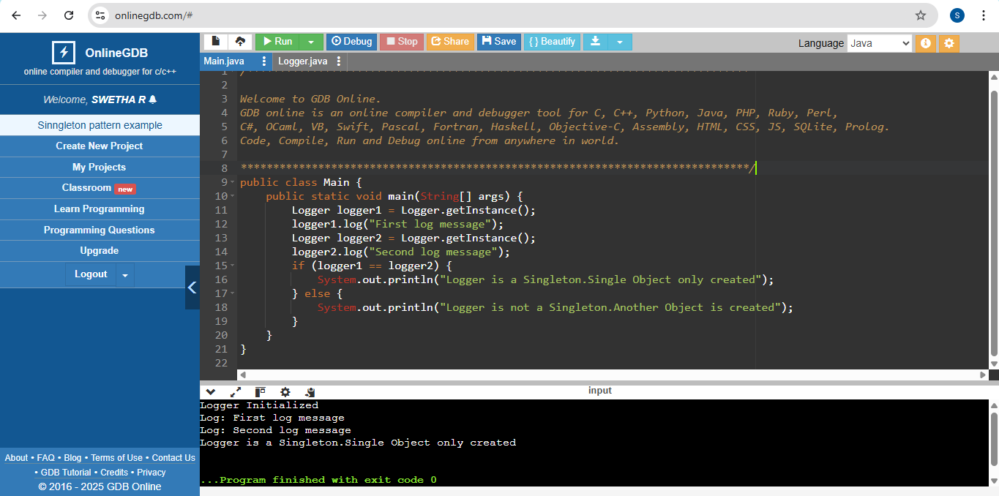 onlinegdb.com/#
S
OnlineGDB
online compiler and debugger for c/c++
Welcome, SWETHA R
Sinngleton pattern example
Create New Project
My Projects
Classroom new
Learn Programming
Programming Questions
Upgrade
Logout
About • FAQ • Blog • Terms of Use • Contact Us
• GDB Tutorial • Credits • Privacy
© 2016 - 2025 GDB Online
Run Debug Stop Share Save { } Beautify Language Java
Main.java Logger.java
1
2
3 Welcome to GDB Online.
4 GDB online is an online compiler and debugger tool for C, C++, Python, Java, PHP, Ruby, Perl,
5 C#, OCaml, VB, Swift, Pascal, Fortran, Haskell, Objective-C, Assembly, HTML, CSS, JS, SQLite, Prolog.
6 Code, Compile, Run and Debug online from anywhere in world.
7
8 *******************************************************************************/
9 public class Main {
10 public static void main(String[] args) {
11 Logger logger1 = Logger.getInstance();
12 logger1.log("First log message");
13 Logger logger2 = Logger.getInstance();
14 logger2.log("Second log message");
15 if (logger1 == logger2) {
16 System.out.println("Logger is a Singleton.Single Object only created");
17 } else {
18 System.out.println("Logger is not a Singleton.Another Object is created");
19 }
20 }
21 }
22
input
Logger Initialized
Log: First log message
Log: Second log message
Logger is a Singleton.Single Object only created
...Program finished with exit code 0